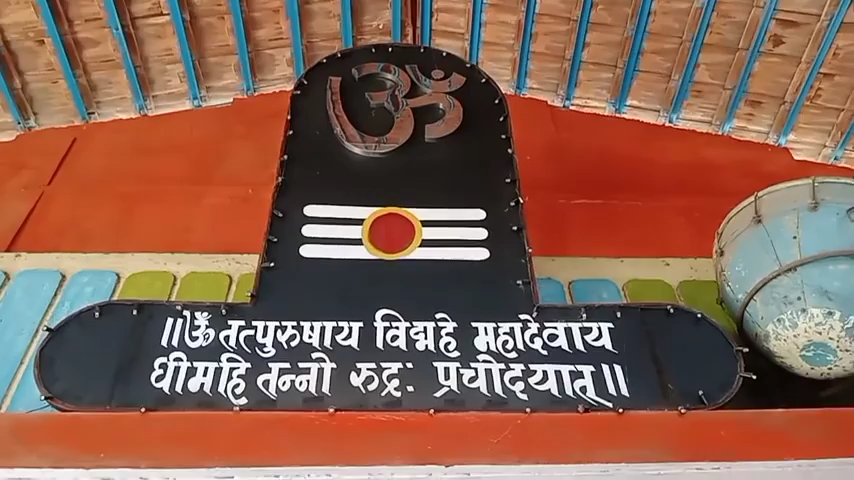 ॐ
॥ॐ तत्पुरुषाय विद्महे महादेवाय
धीमहि तन्नो रुद्रः प्रचोदयात्॥